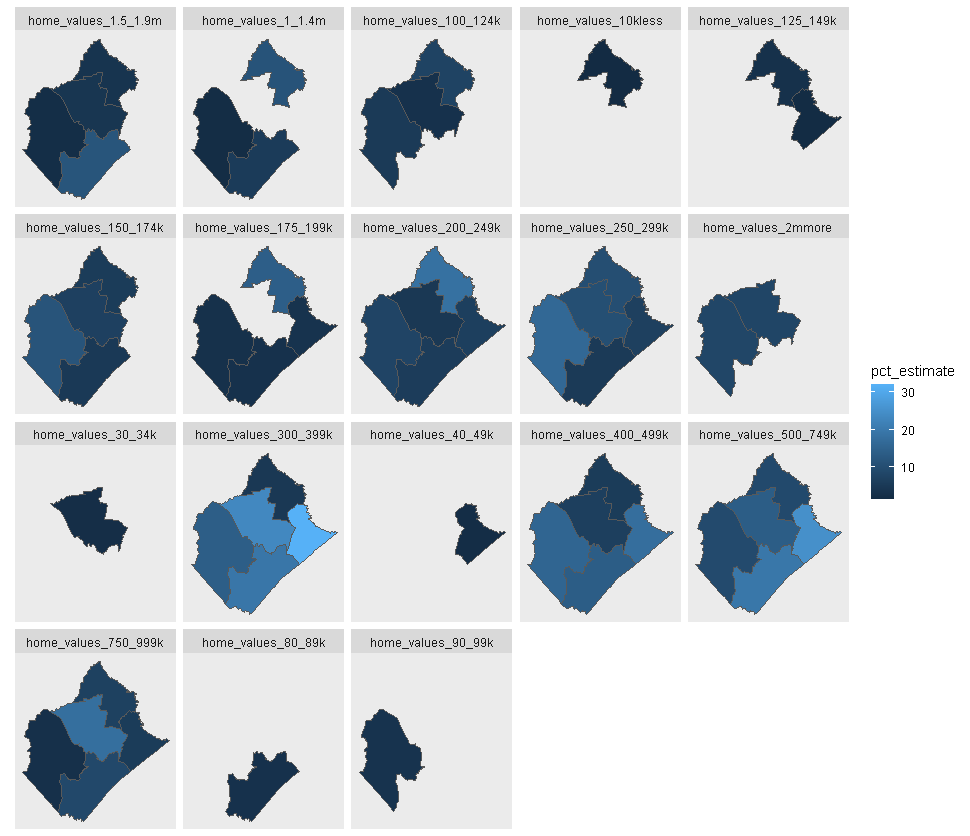 home_values_1.5_1.9m
home_values_1_1.4m
home_values_100_124k
home_values_10kless
home_values_125_149k
home_values_150_174k
home_values_175_199k
home_values_200_249k
home_values_250_299k
home_values_2mmore
pct_estimate
30
20
10
home_values_30_34k
home_values_300_399k
home_values_40_49k
home_values_400_499k
home_values_500_749k
home_values_750_999k
home_values_80_89k
home_values_90_99k